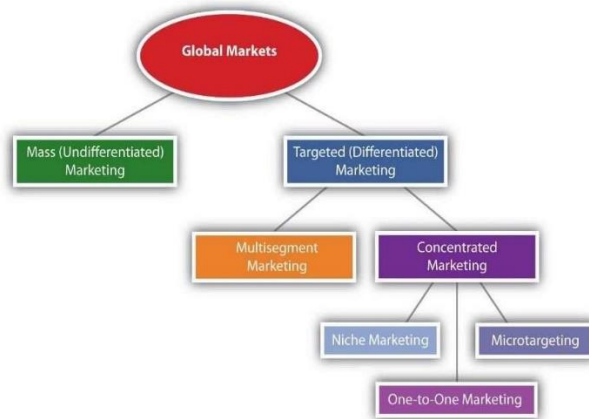 Global Markets
Mass (Undifferentiated)
Marketing
Targeted (Differentiated)
Marketing
Multisegment
Marketing
Concentrated
Marketing
Niche Marketing
Microtargeting
One-to-One Marketing